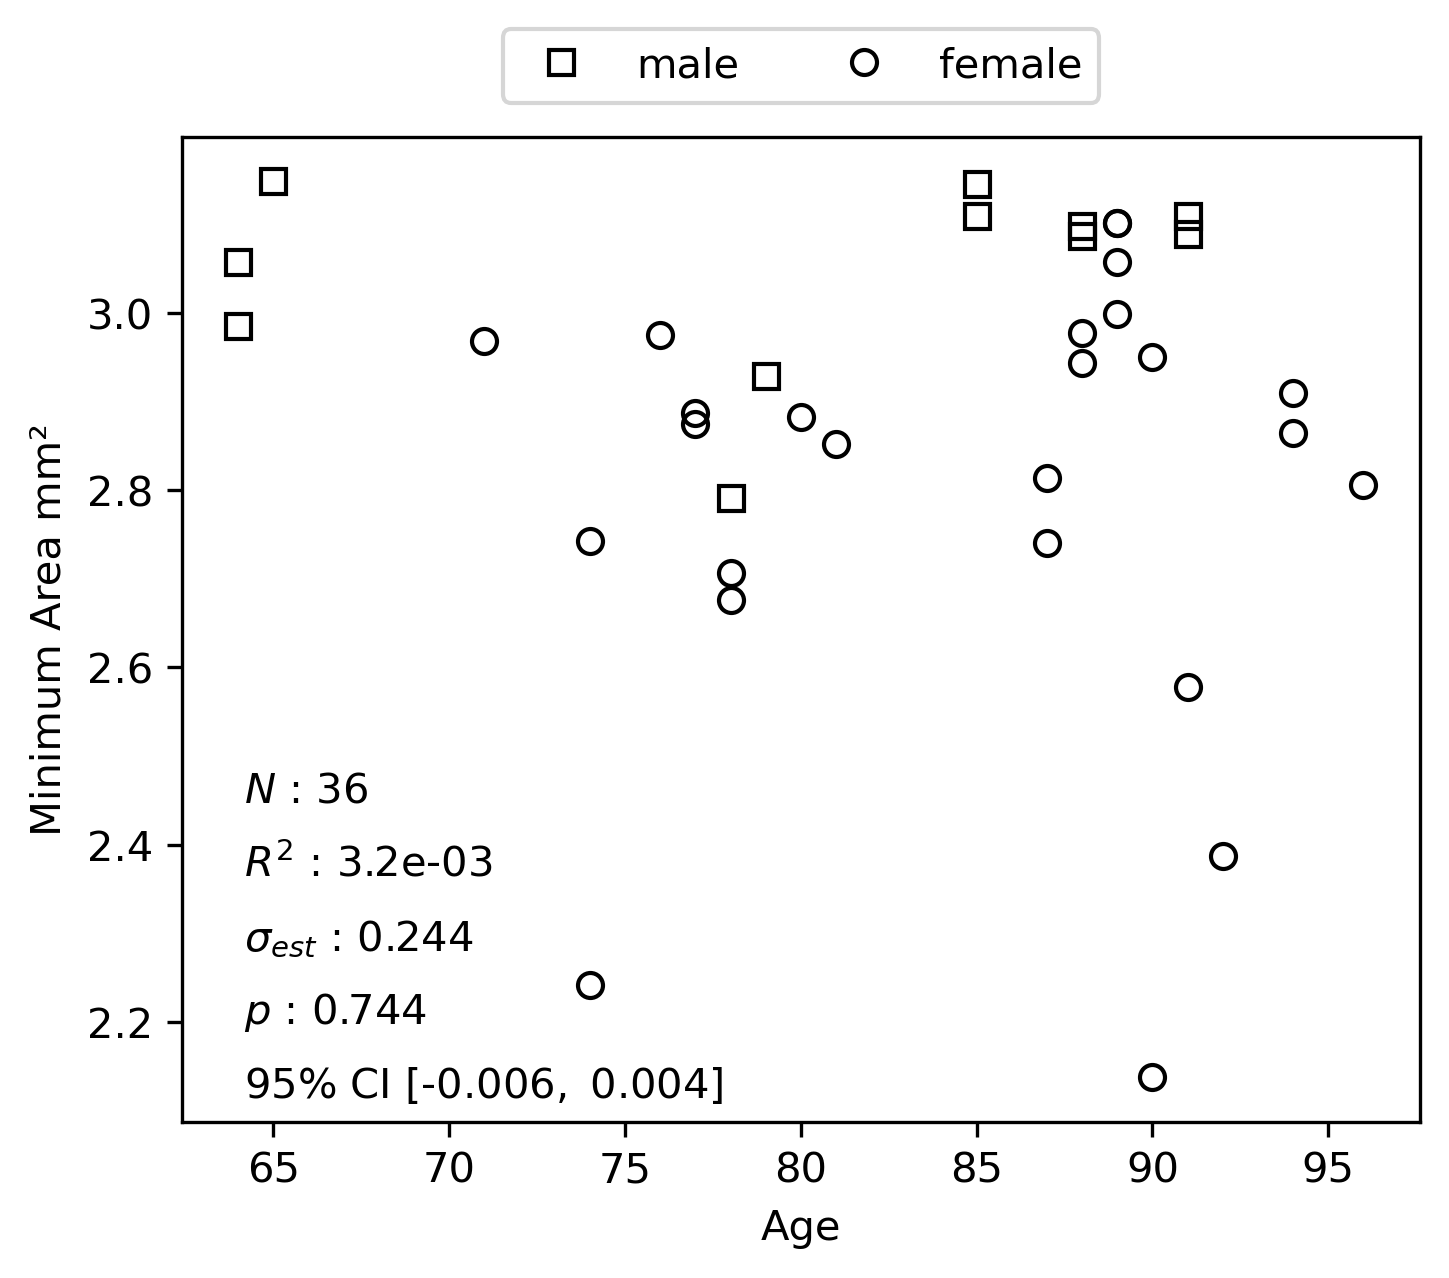 male female
3.0
2.8
2.6
2.4
2.2
Minimum Area mm²
N : 36
R² : 3.2e-03
σest : 0.244
p : 0.744
95% CI [-0.006, 0.004]
65 70 75 80 85 90 95
Age